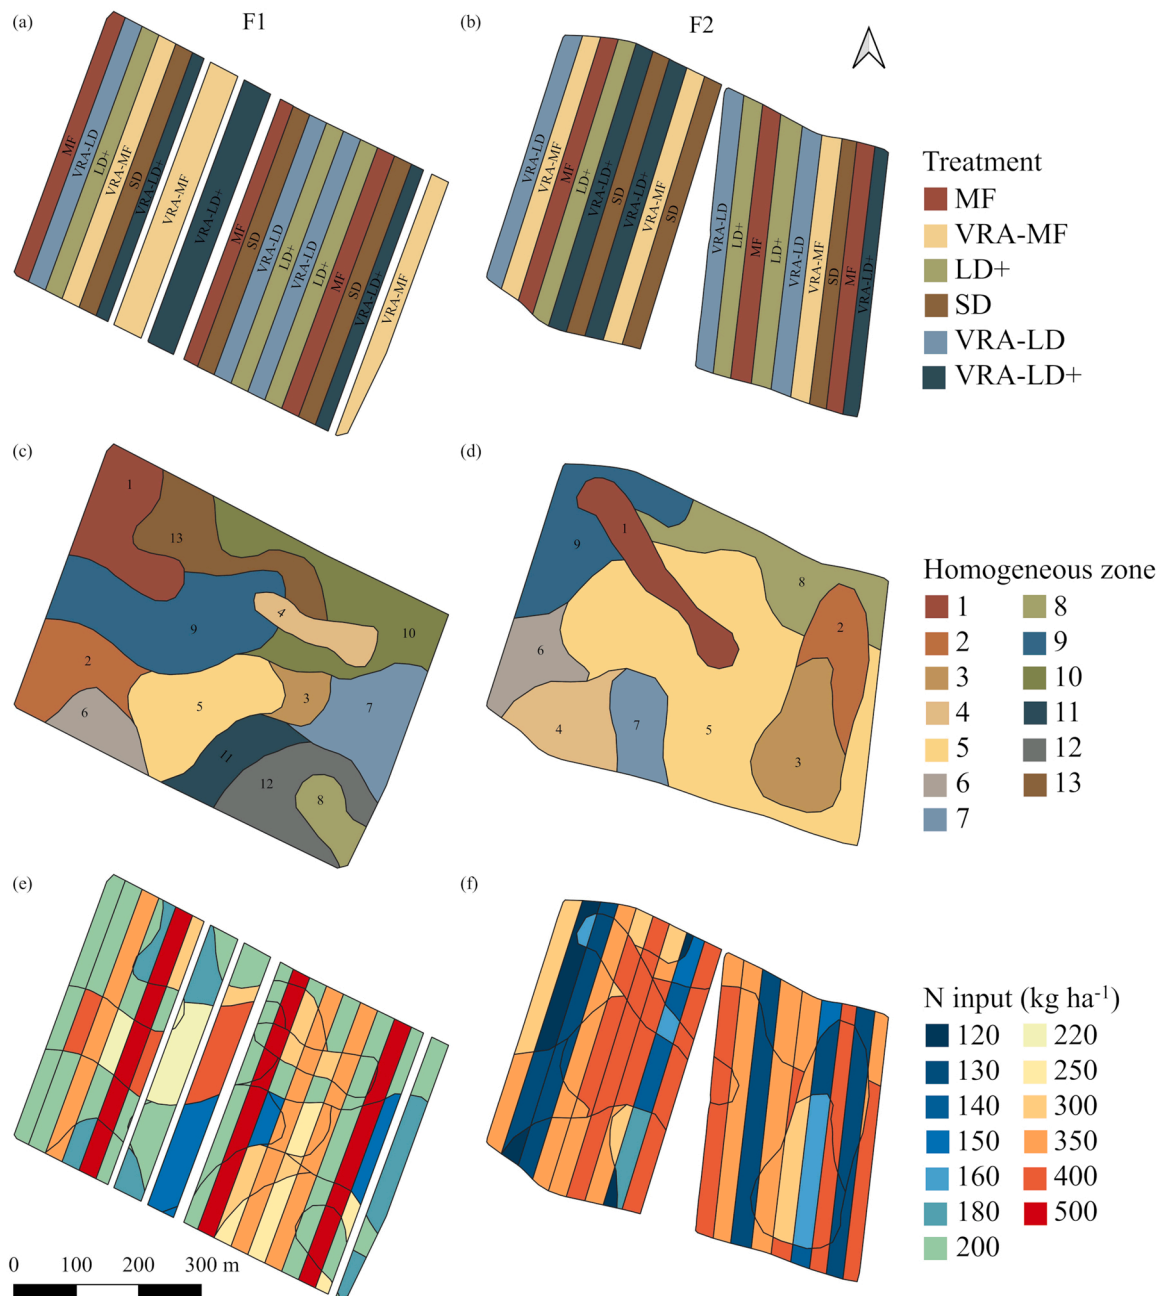 (a)
F1
(b)
F2
MF
VRA-LD
LD+
VRA-MF
SD
VRA-LD+
VRA-MF
VRA-LD+
MF
SD
VRA-LD
LD+
VRA-LD
LD+
MF
SD
VRA-LD+
VRA-MF
VRA-LD
VRA-MF
MF
LD+
VRA-LD+
SD
VRA-LD+
VRA-MF
SD
VRA-LD
LD+
MF
LD+
VRA-LD
VRA-MF
SD
MF
VRA-LD+
Treatment
MF
VRA-MF
LD+
SD
VRA-LD
VRA-LD+
(c)
1
13
4
9
10
2
5
3
7
6
11
12
8
(d)
1
9
8
2
6
4
7
5
3
Homogeneous zone
1 8
2 9
3 10
4 11
5 12
6 13
7
(e)
(f)
N input (kg ha⁻¹)
120 220
130 250
140 300
150 350
160 400
180 500
200
0 100 200 300 m